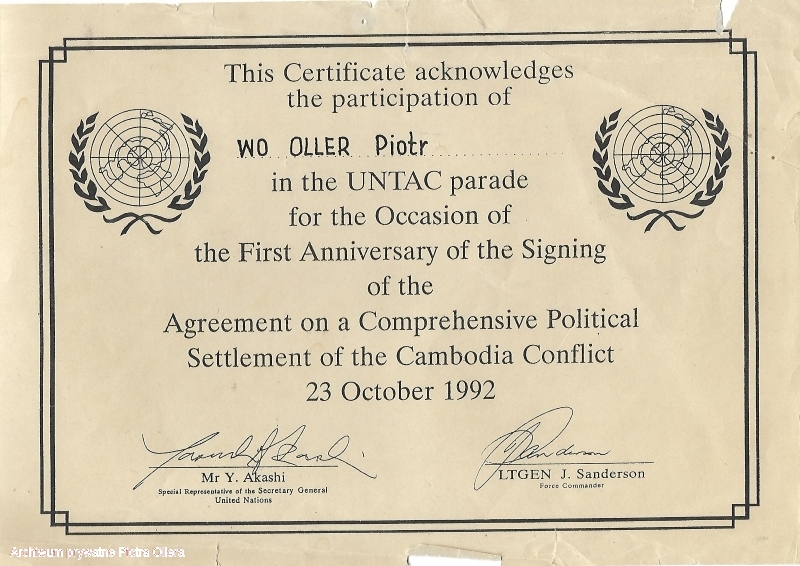 This Certificate acknowledges
the participation of
WO OLLER Piotr
in the UNTAC parade
for the Occasion of
the First Anniversary of the Signing
of the
Agreement on a Comprehensive Political
Settlement of the Cambodia Conflict
23 October 1992
Mr Y. Akashi
Special Representative of the Secretary General
United Nations
LTGEN J. Sanderson
Force Commander
Archiwum prywatne Piotra Ollera